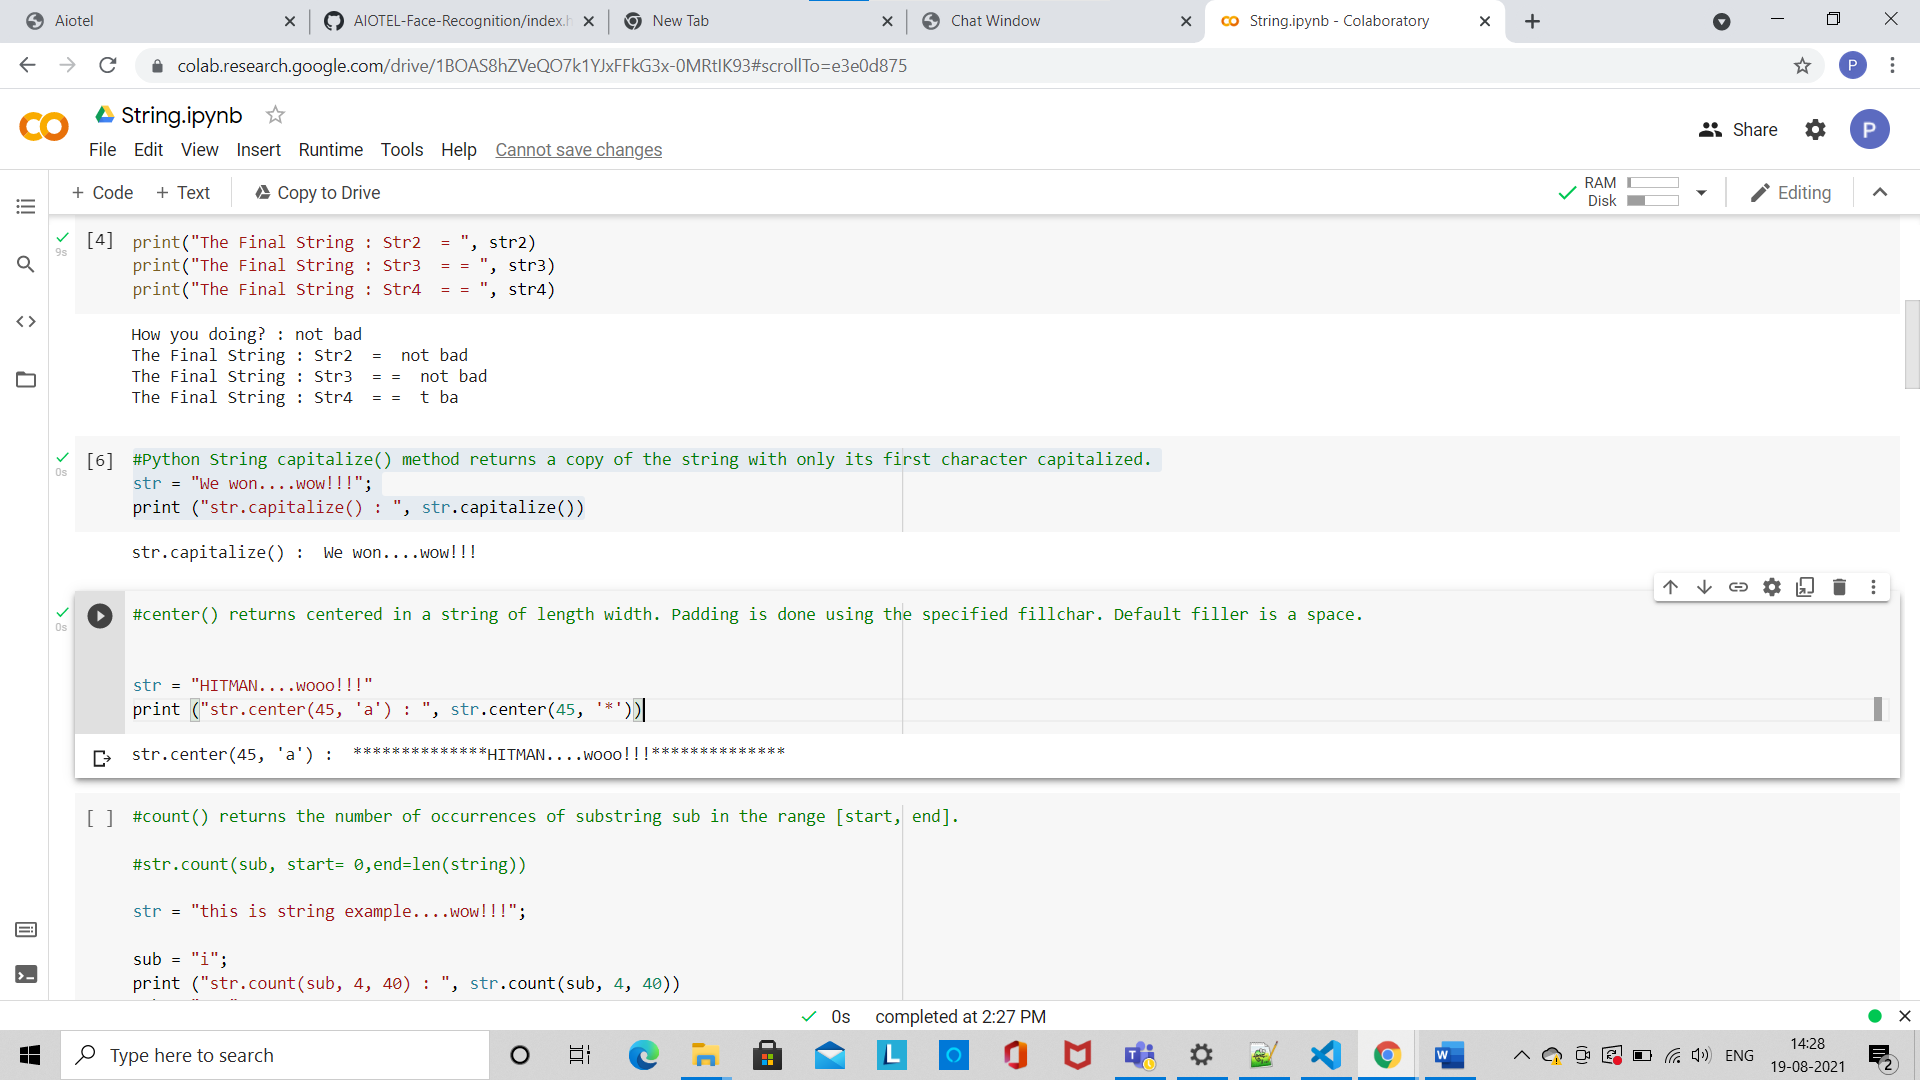 Aiotel
AIOTEL-Face-Recognition/index.h
New Tab
Chat Window
String.ipynb - Colaboratory
colab.research.google.com/drive/1BOAS8hZVeQO7k1YJxFFkG3x-0MRtIK93#scrollTo=e3e0d875
P
String.ipynb
File Edit View Insert Runtime Tools Help Cannot save changes
Share
P
+ Code + Text Copy to Drive
RAM
Disk
Editing
[4] print("The Final String : Str2  = ", str2)
9s
print("The Final String : Str3  = = ", str3)
print("The Final String : Str4  = = ", str4)
How you doing? : not bad
The Final String : Str2  =  not bad
The Final String : Str3  = =  not bad
The Final String : Str4  = =  t ba
[6] #Python String capitalize() method returns a copy of the string with only its first character capitalized.
0s
str = "We won....wow!!!";
print ("str.capitalize() : ", str.capitalize())
str.capitalize() :  We won....wow!!!
#center() returns centered in a string of length width. Padding is done using the specified fillchar. Default filler is a space.
0s
str = "HITMAN....wooo!!!"
print ("str.center(45, 'a') : ", str.center(45, '*'))
str.center(45, 'a') :  **************HITMAN....wooo!!!**************
[ ] #count() returns the number of occurrences of substring sub in the range [start, end].
#str.count(sub, start= 0,end=len(string))
str = "this is string example....wow!!!";
sub = "i";
print ("str.count(sub, 4, 40) : ", str.count(sub, 4, 40))
0s completed at 2:27 PM
Type here to search
ENG
14:28
19-08-2021
2